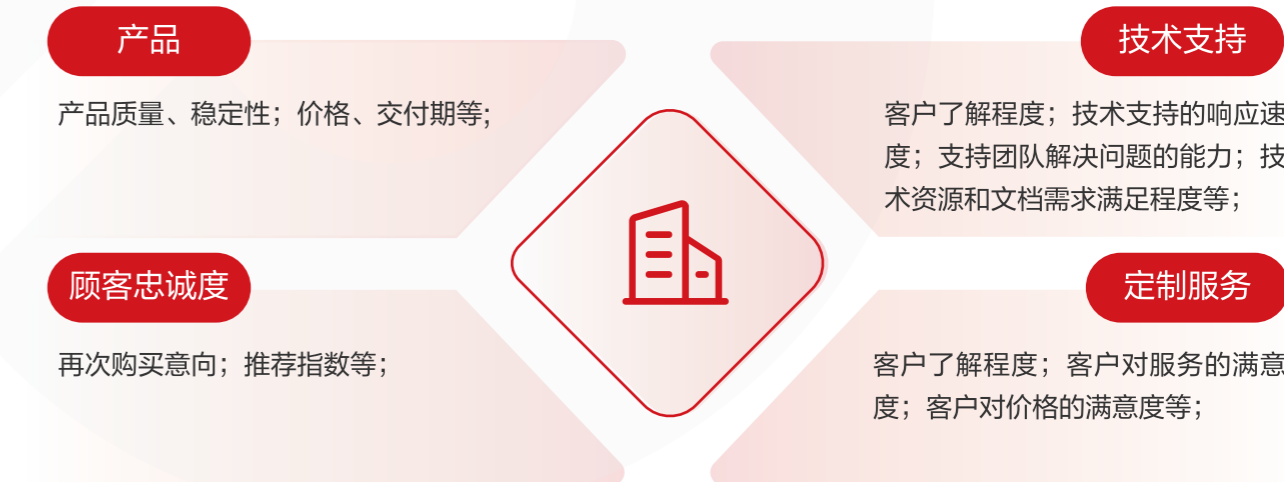 产品
产品质量、稳定性；价格、交付期等;
技术支持
客户了解程度；技术支持的响应速
度；支持团队解决问题的能力；技
术资源和文档需求满足程度等；
顾客忠诚度
再次购买意向；推荐指数等；
定制服务
客户了解程度；客户对服务的满意
度；客户对价格的满意度等；